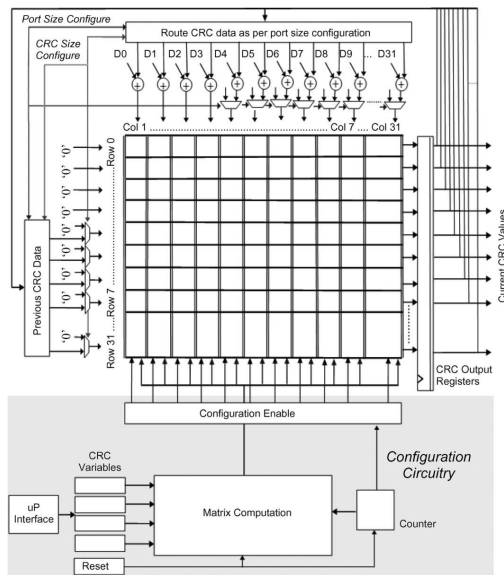 Port Size Configure
CRC Size
Configure
Route CRC data as per port size configuration
D0 D1 D2 D3 D4 D5 D6 D7 D8 D9 ... D31
Col 1 ........................ Col 7 .... Col 31
Row 0 ........... Row 7 ...... Row 31
'0'
'0'
'0'
'0'
'0'
'0'
'0'
'0'
'0'
Previous CRC Data
Current CRC Values
CRC Output
Registers
Configuration Enable
Configuration
Circuitry
CRC
Variables
uP
Interface
Matrix Computation
Counter
Reset